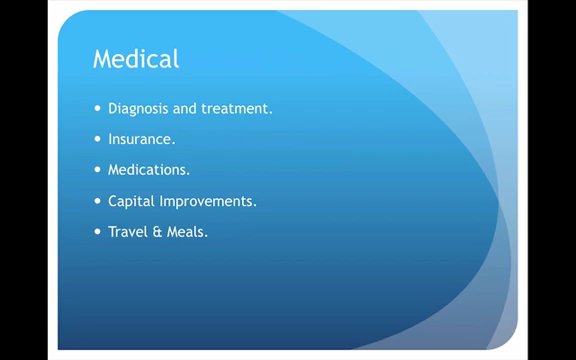 Medical
• Diagnosis and treatment.
• Insurance.
• Medications.
• Capital Improvements.
• Travel & Meals.